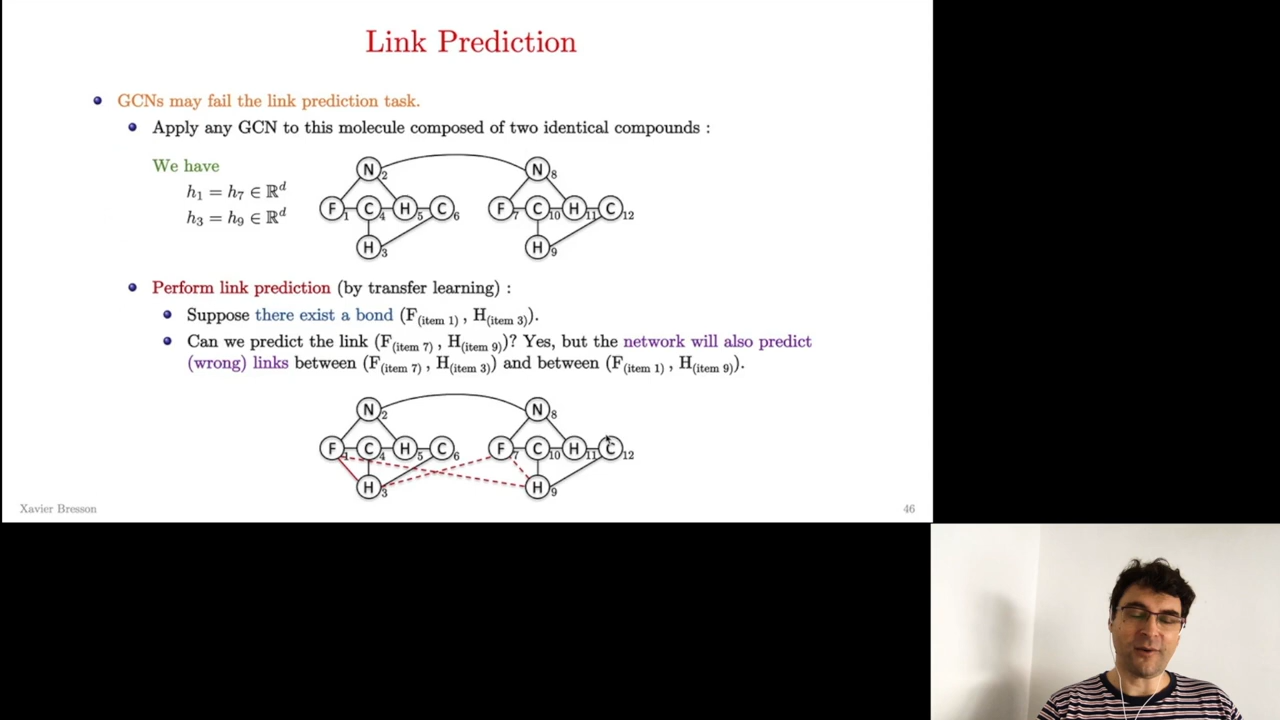 Link Prediction
GCNs may fail the link prediction task.
Apply any GCN to this molecule composed of two identical compounds :
We have
h₁ = h₇ ∈ ℝᵈ
h₃ = h₉ ∈ ℝᵈ
N₂ N₈
F₁ C₄ H₅ C₆ F₇ C₁₀ H₁₁ C₁₂
H₃ H₉
Perform link prediction (by transfer learning) :
Suppose there exist a bond (F(item 1) , H(item 3)).
Can we predict the link (F(item 7) , H(item 9))? Yes, but the network will also predict
(wrong) links between (F(item 7) , H(item 3)) and between (F(item 1) , H(item 9)).
N₂ N₈
F₁ C₄ H₅ C₆ F₇ C₁₀ H₁₁ C₁₂
H₃ H₉
Xavier Bresson 46